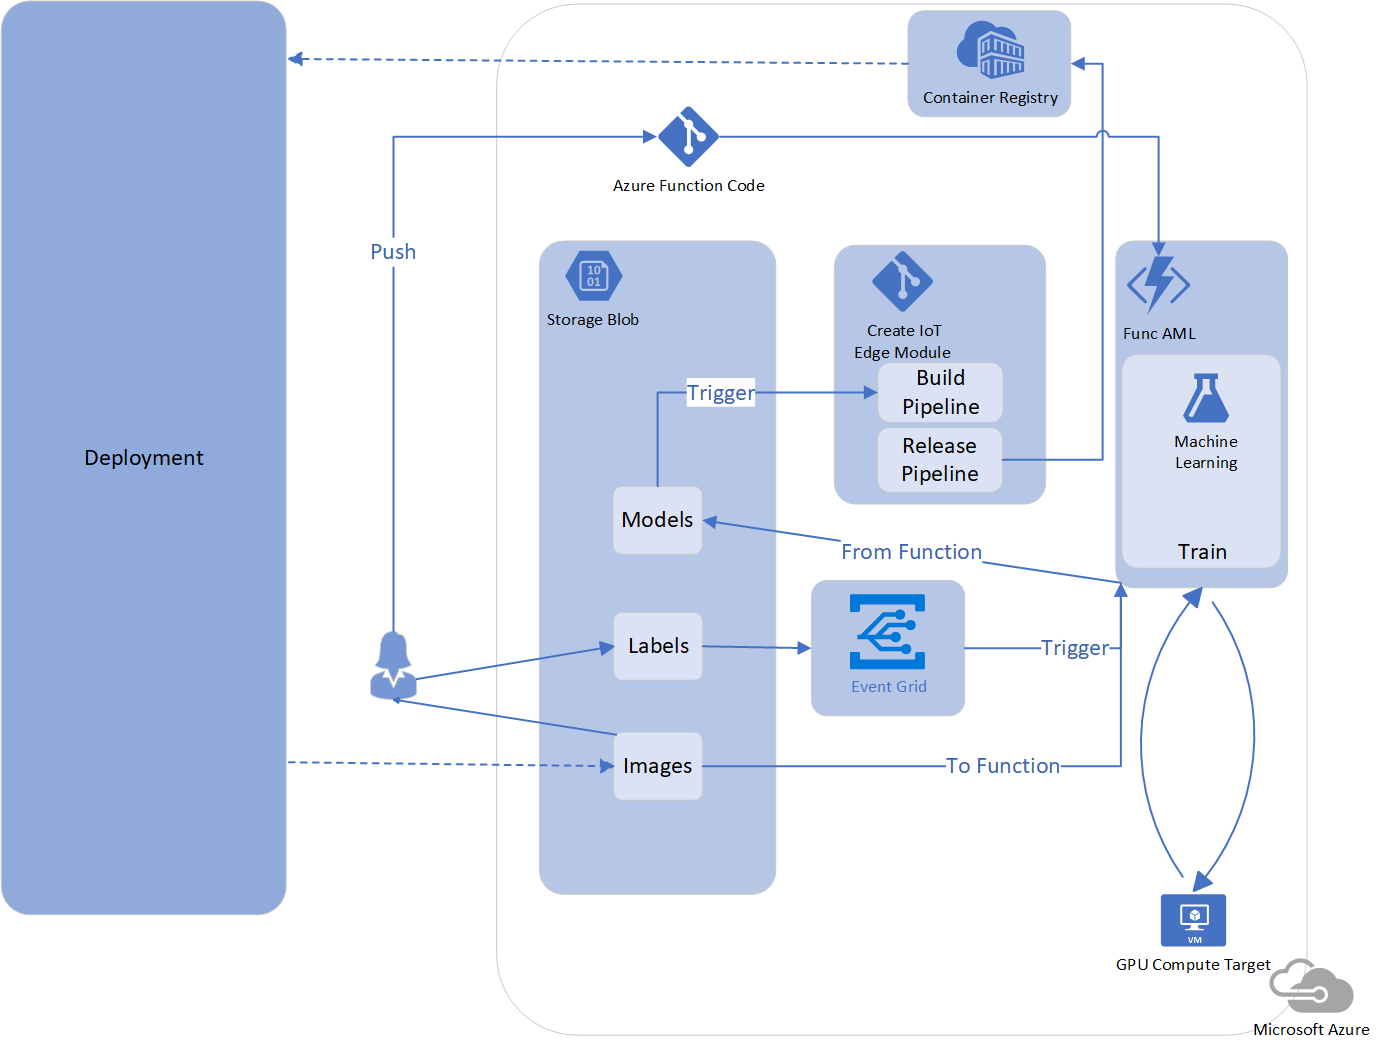 Container Registry
Azure Function Code
Push
10
01
Storage Blob
Create IoT
Edge Module
Func AML
Build
Pipeline
Trigger
Release
Pipeline
Machine
Learning
Deployment
Models
From Function
Train
Labels
Event Grid
Trigger
Images
To Function
VM
GPU Compute Target
Microsoft Azure